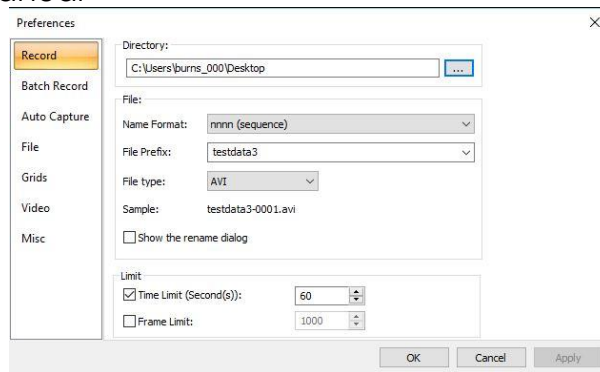 Preferences
Record
Batch Record
Auto Capture
File
Grids
Video
Misc
Directory:
C:\Users\burns_000\Desktop
...
File:
Name Format: nnnn (sequence)
File Prefix: testdata3
File type: AVI
Sample: testdata3-0001.avi
Show the rename dialog
Limit
Time Limit (Second(s)): 60
Frame Limit: 1000
OK Cancel Apply